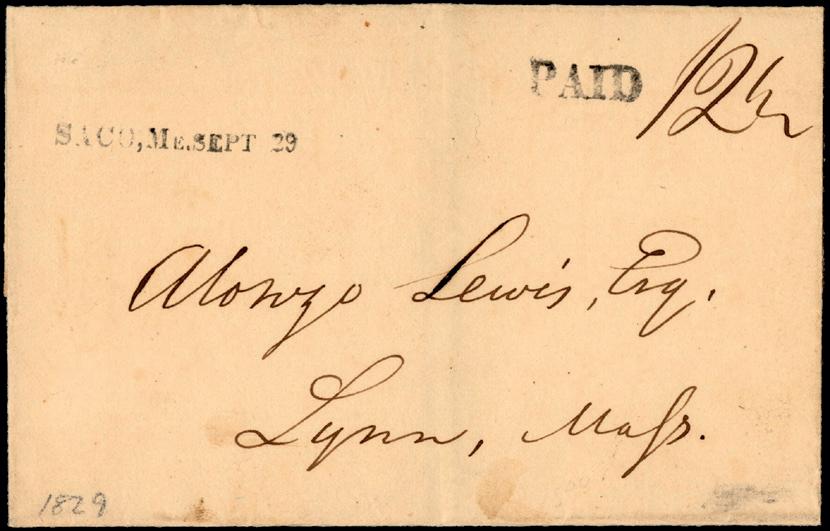 PAID 12½
SACO, ME. SEPT 29
Alonzo Lewis, Esq.
Lynn, Maſs.
1829